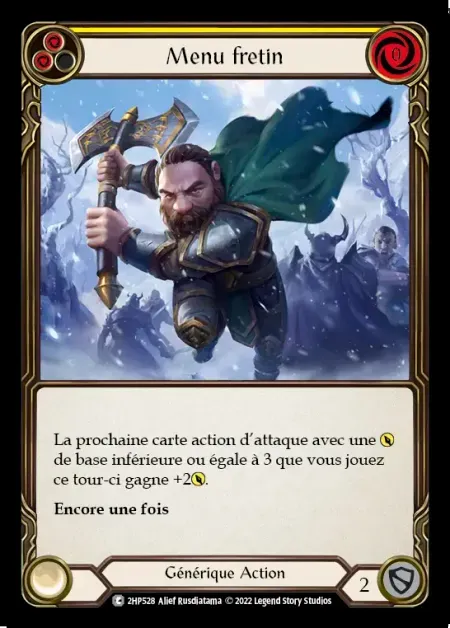 0
Menu fretin
La prochaine carte action d'attaque avec une
de base inférieure ou égale à 3 que vous jouez
ce tour-ci gagne +2.
Encore une fois
Générique Action
2
C 2HP528 Alief Rusdiatama © 2022 Legend Story Studios